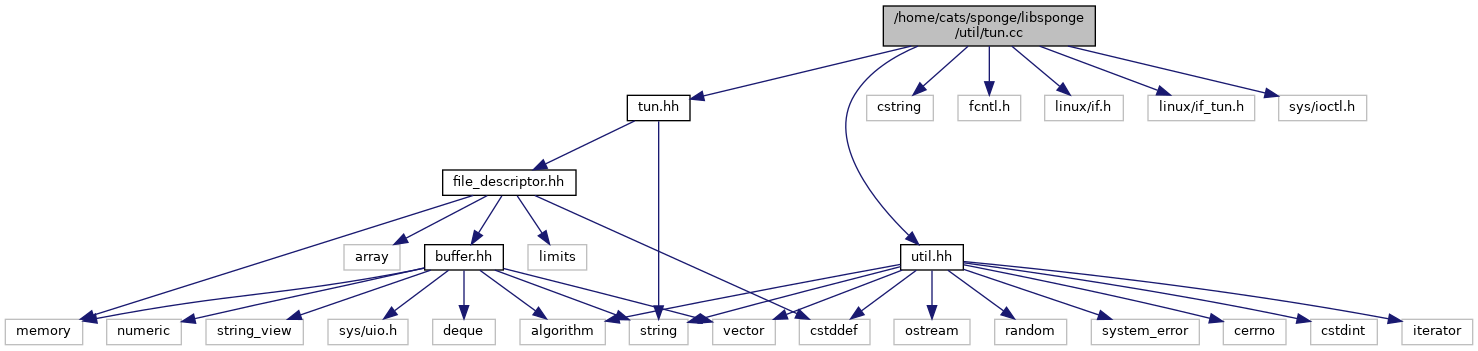 /home/cats/sponge/libsponge
/util/tun.cc
tun.hh
cstring
fcntl.h
linux/if.h
linux/if_tun.h
sys/ioctl.h
file_descriptor.hh
array
buffer.hh
limits
util.hh
memory
numeric
string_view
sys/uio.h
deque
algorithm
string
vector
cstddef
ostream
random
system_error
cerrno
cstdint
iterator